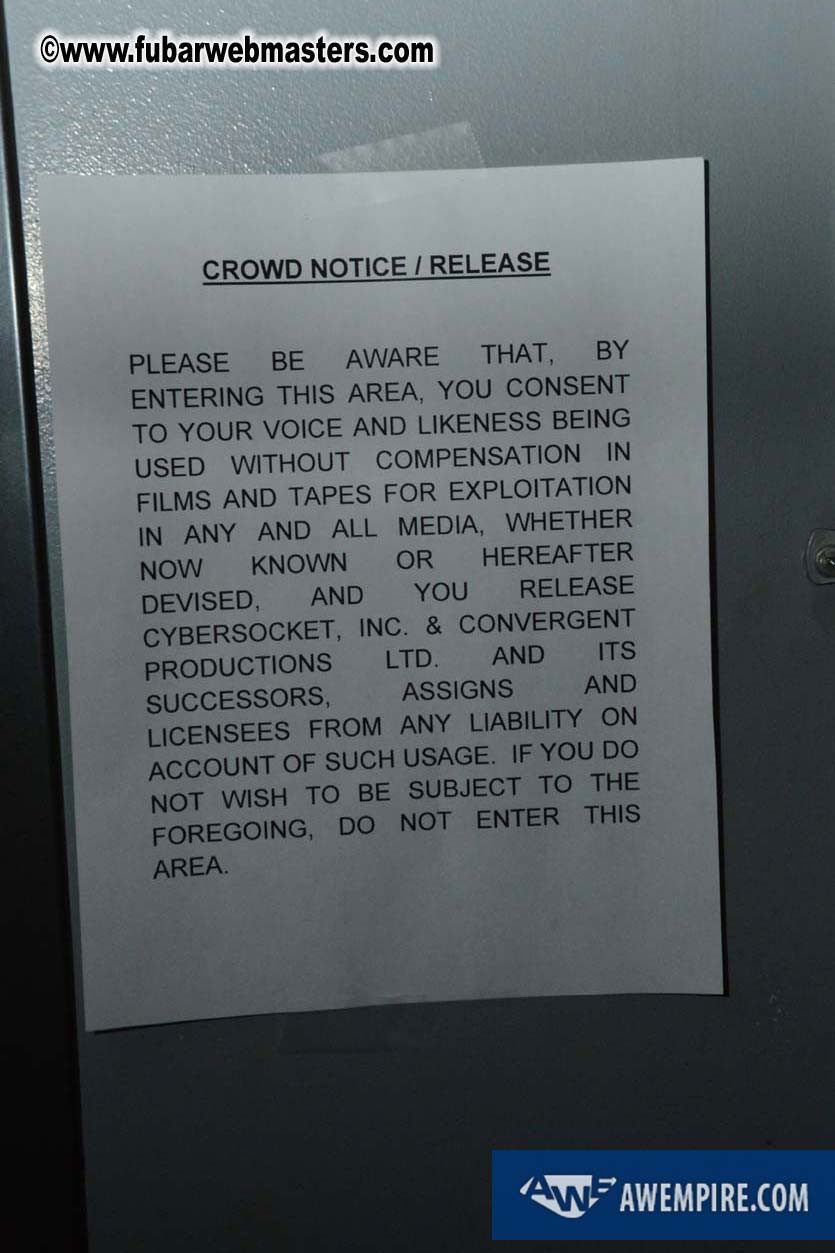 ©www.fubarwebmasters.com
CROWD NOTICE / RELEASE
PLEASE BE AWARE THAT, BY
ENTERING THIS AREA, YOU CONSENT
TO YOUR VOICE AND LIKENESS BEING
USED WITHOUT COMPENSATION IN
FILMS AND TAPES FOR EXPLOITATION
IN ANY AND ALL MEDIA, WHETHER
NOW KNOWN OR HEREAFTER
DEVISED, AND YOU RELEASE
CYBERSOCKET, INC. & CONVERGENT
PRODUCTIONS LTD. AND ITS
SUCCESSORS, ASSIGNS AND
LICENSEES FROM ANY LIABILITY ON
ACCOUNT OF SUCH USAGE. IF YOU DO
NOT WISH TO BE SUBJECT TO THE
FOREGOING, DO NOT ENTER THIS
AREA.
AWE AWEMPIRE.COM